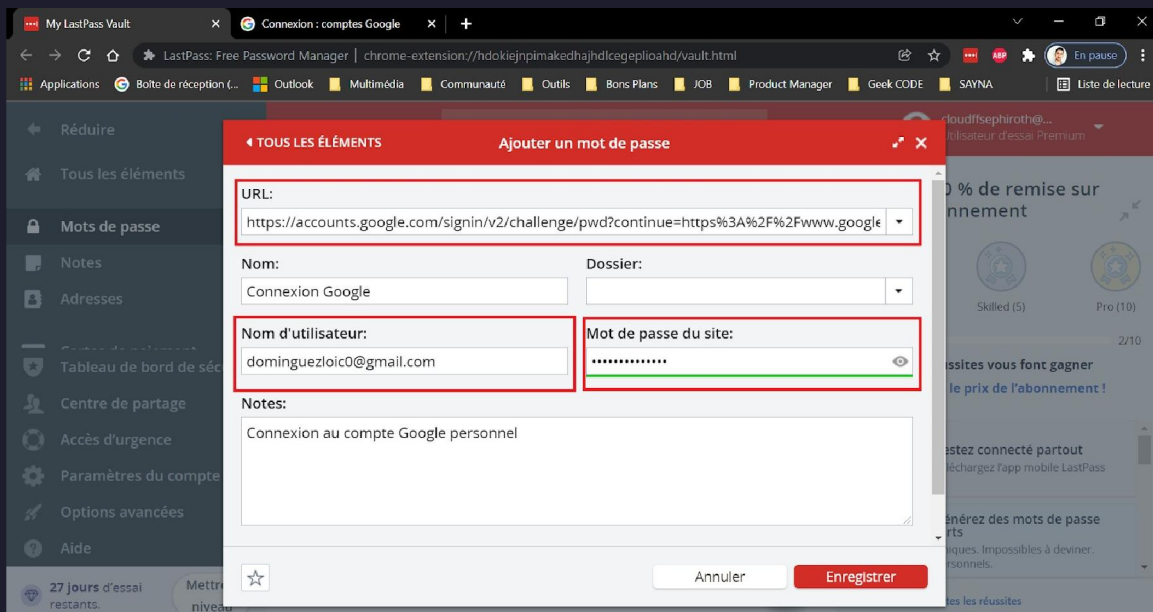 My LastPass Vault
Connexion : comptes Google
LastPass: Free Password Manager | chrome-extension://hdokiejnpimakedhajhdlcegeplioahd/vault.html
ABP
En pause
Applications
Boîte de réception (...
Outlook
Multimédia
Communauté
Outils
Bons Plans
JOB
Product Manager
Geek CODE
SAYNA
Liste de lecture
Réduire
Tous les éléments
Mots de passe
Notes
Adresses
Tableau de bord de séc
Centre de partage
Accès d'urgence
Paramètres du compte
Options avancées
Aide
27 jours d'essai
restants.
Mettre
niveau
TOUS LES ÉLÉMENTS
Ajouter un mot de passe
URL:
https://accounts.google.com/signin/v2/challenge/pwd?continue=https%3A%2F%2Fwww.google
Nom:
Dossier:
Connexion Google
Nom d'utilisateur:
Mot de passe du site:
dominguezloic0@gmail.com
••••••••••••••
Notes:
Connexion au compte Google personnel
Annuler
Enregistrer
cloudffsephiroth@...
Utilisateur d'essai Premium
0 % de remise sur
nnement
Skilled (5)
Pro (10)
2/10
ssites vous font gagner
le prix de l'abonnement !
estez connecté partout
léchargez l'app mobile LastPass
énérez des mots de passe
rts
niques. Impossibles à deviner.
rsonnels.
tes les réussites